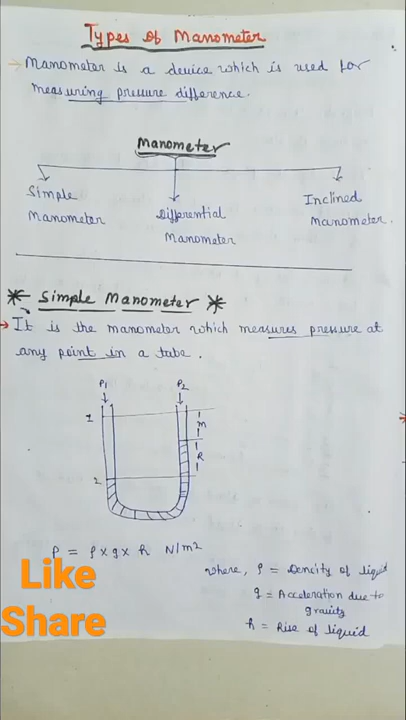 Types of Manometer
→ Manometer is a device which is used for
measuring pressure difference.
Manometer
Simple
Manometer
Differential
Manometer
Inclined
Manometer.
* Simple Manometer *
→ It is the manometer which measures pressure at
any point in a tube.
P1 P2
1
m
R
2
P = ρ x g x h N/m2
where, ρ = Dencity of liquid
g = Acceleration due to
gravity
h = Rise of liquid
Like
Share